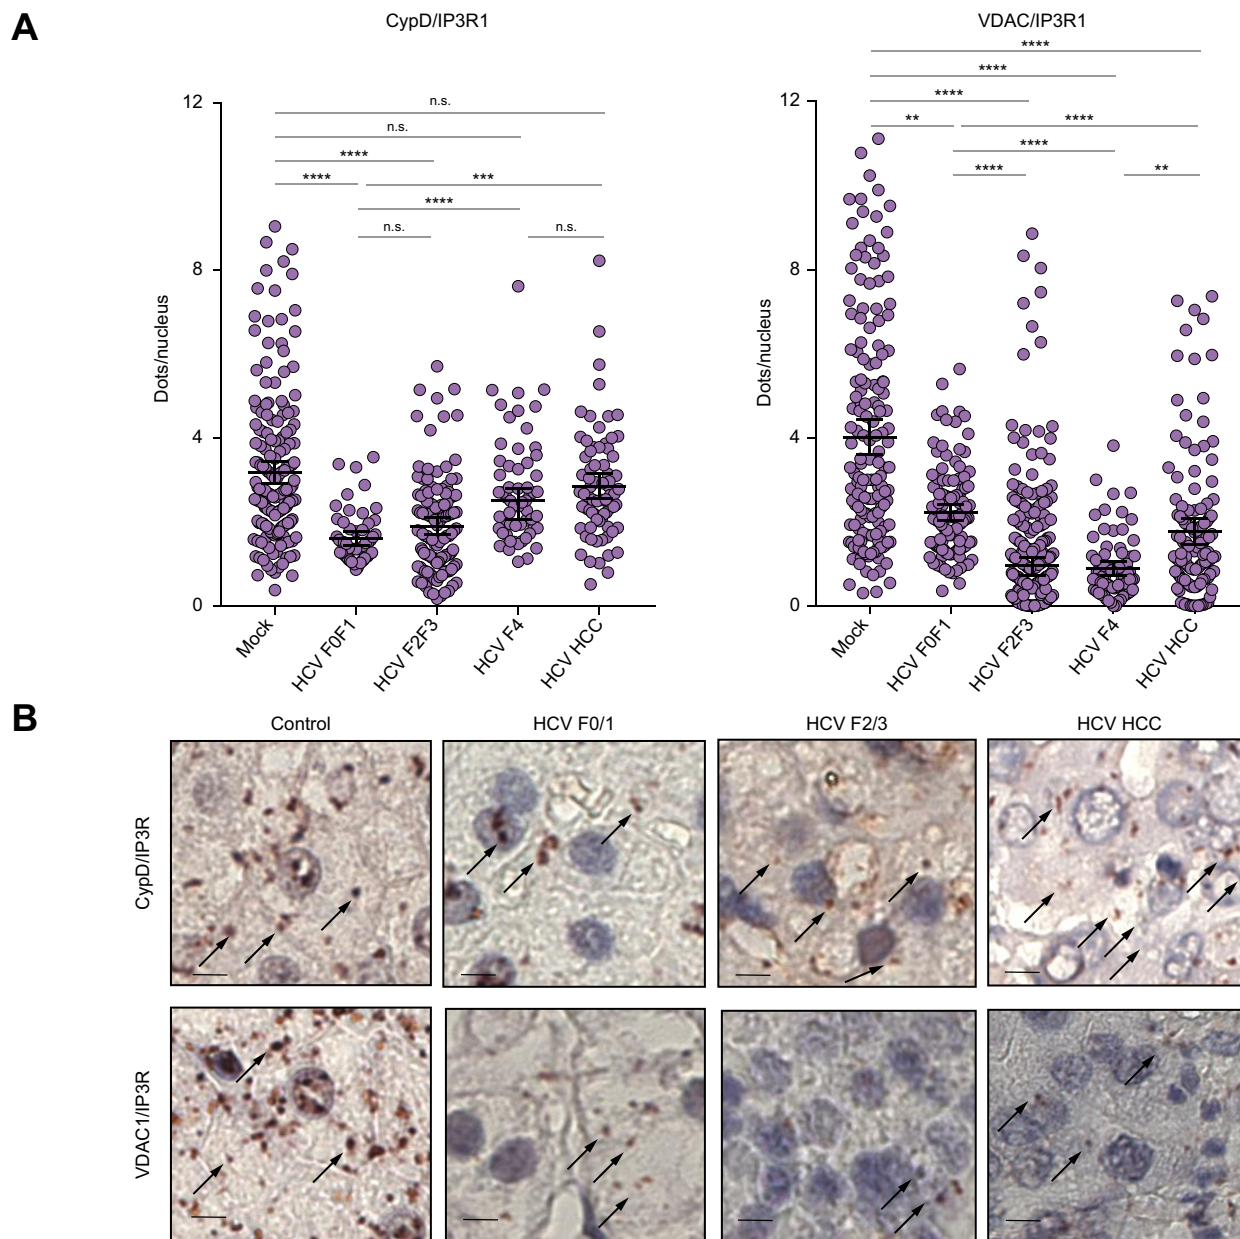 A
CypD/IP3R1
VDAC/IP3R1
Dots/nucleus
12
8
4
0
n.s.
n.s.
****
****
***
****
n.s.
n.s.
Mock
HCV F0F1
HCV F2F3
HCV F4
HCV HCC
Dots/nucleus
12
8
4
0
****
****
****
**
****
****
****
**
Mock
HCV F0F1
HCV F2F3
HCV F4
HCV HCC
B
Control
HCV F0/1
HCV F2/3
HCV HCC
CypD/IP3R
VDAC1/IP3R